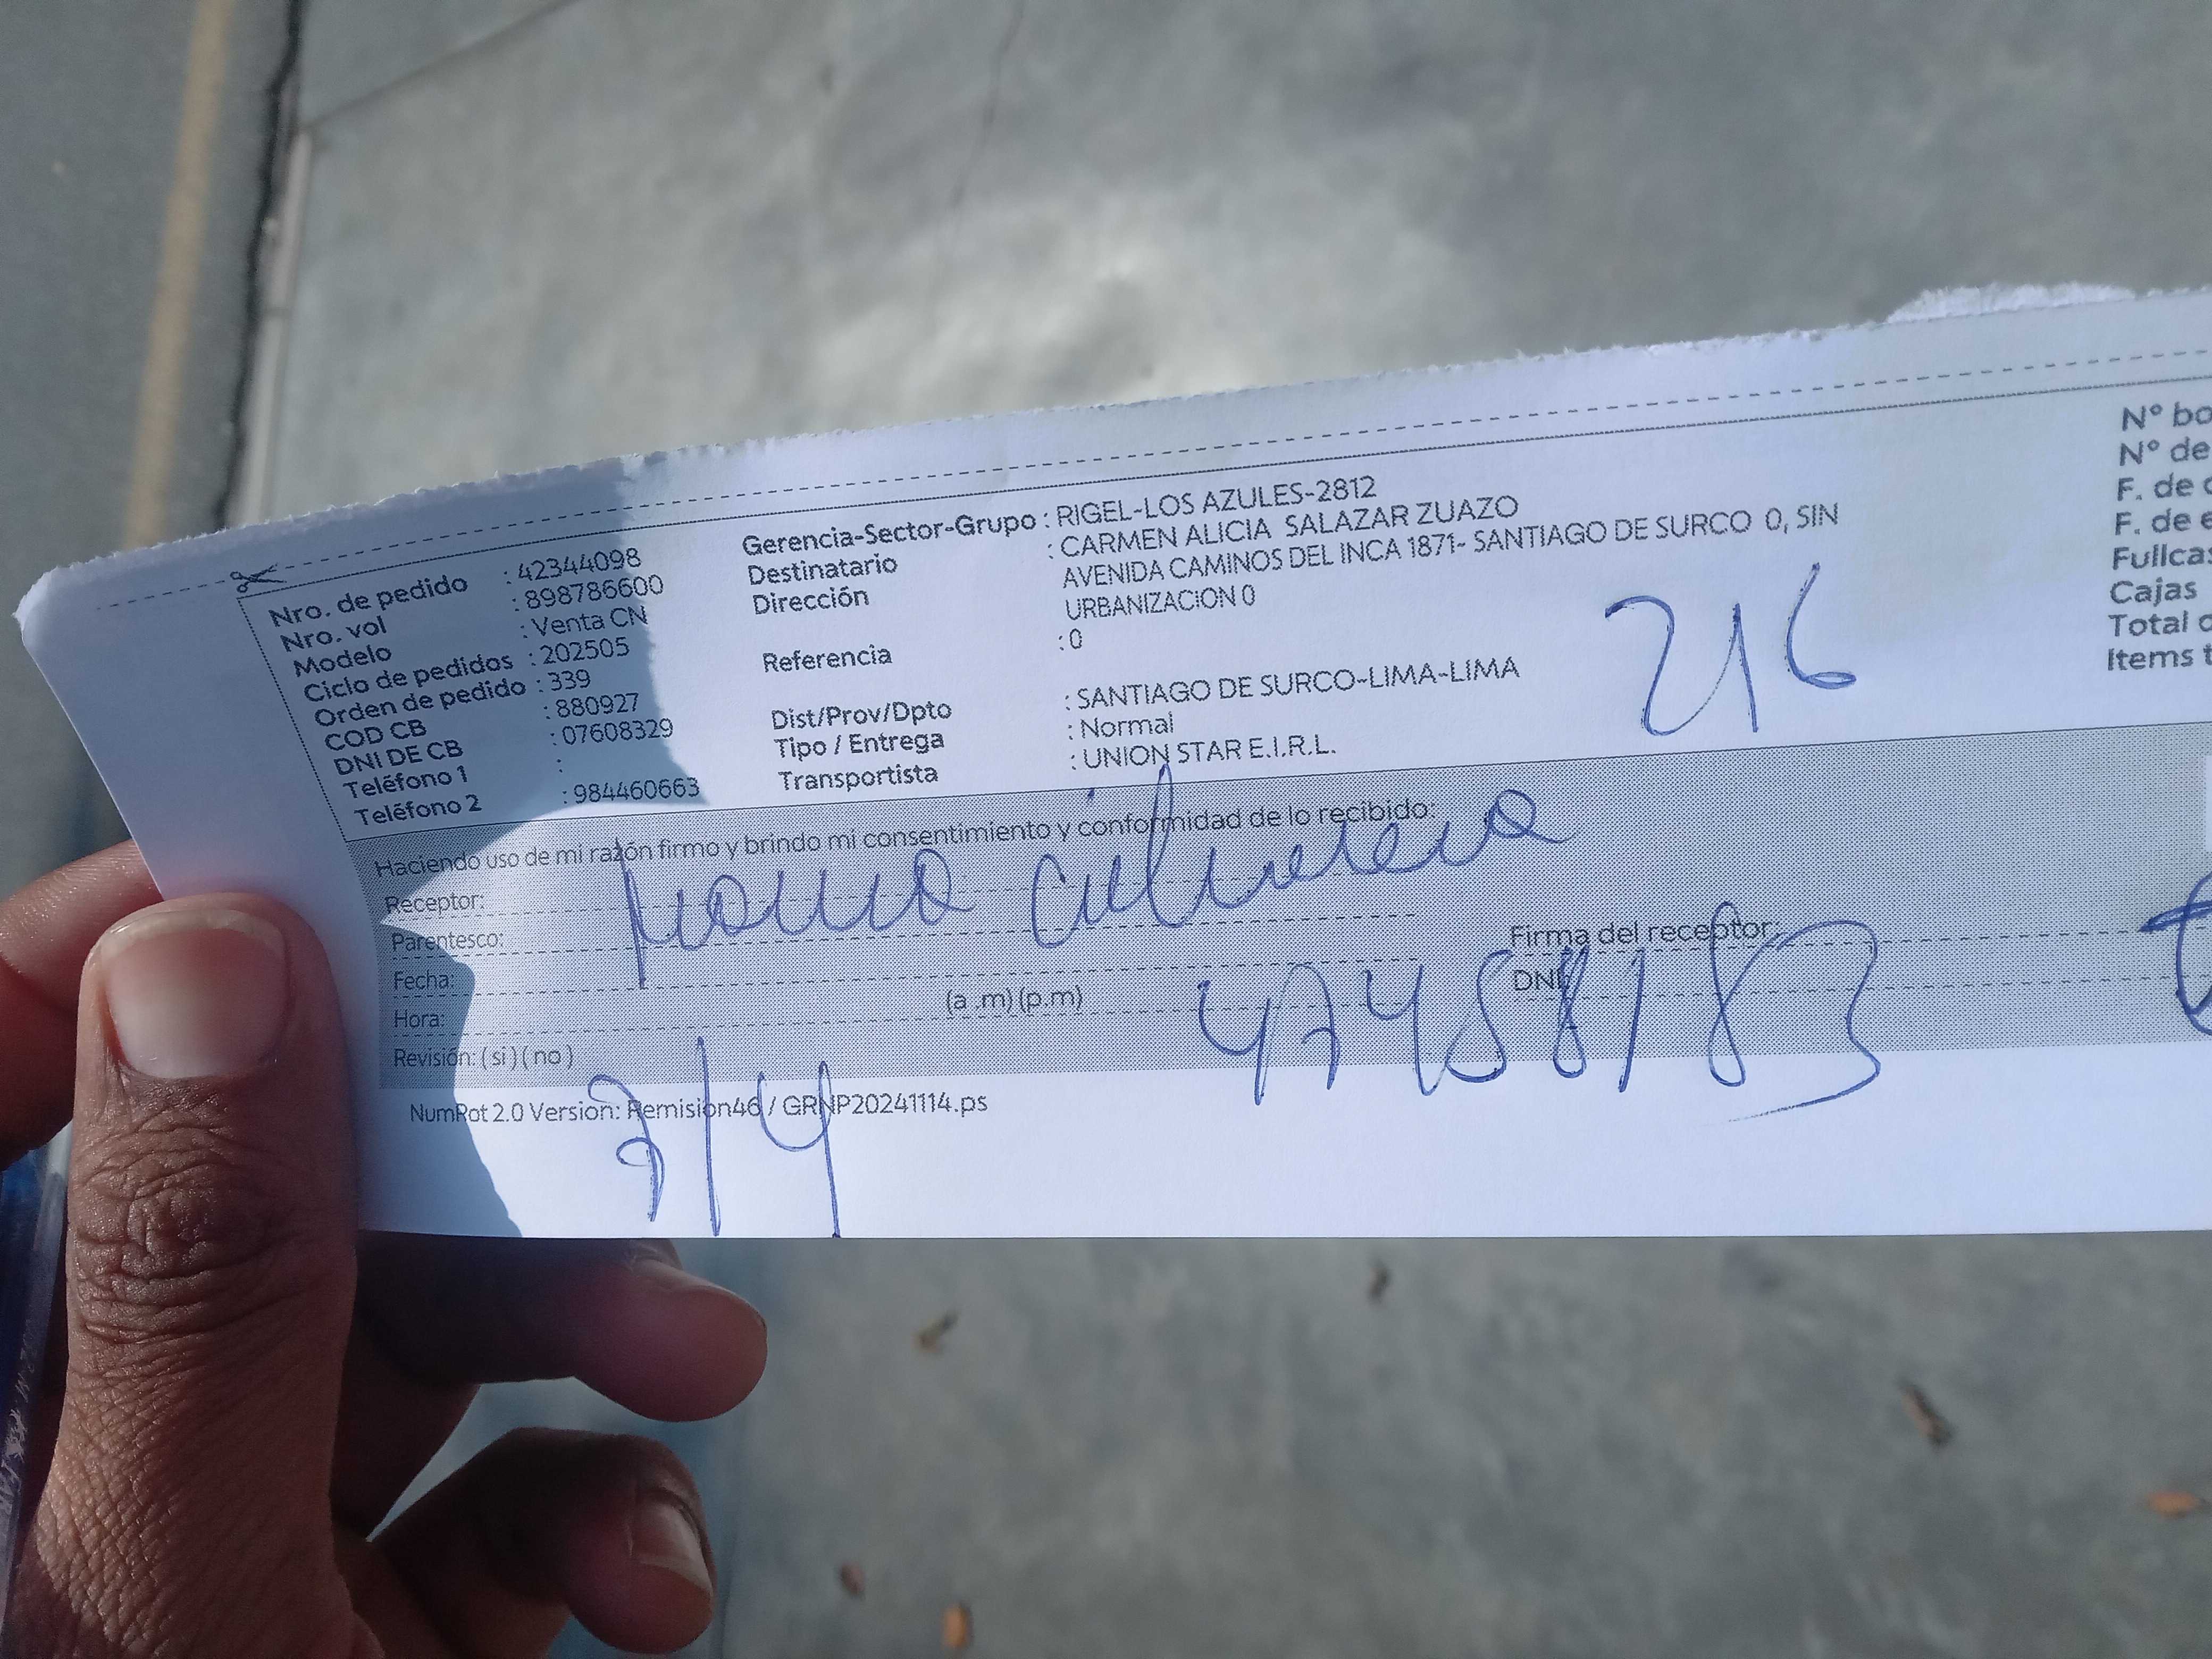 Nro. de pedido : 42344098
Nro. vol : 898786600
Modelo : Venta CN
Ciclo de pedidos : 202505
Orden de pedido : 339
COD CB : 880927
DNI DE CB : 07608329
Teléfono 1 :
Teléfono 2 : 984460663
Gerencia-Sector-Grupo : RIGEL-LOS AZULES-2812
Destinatario : CARMEN ALICIA SALAZAR ZUAZO
Dirección : AVENIDA CAMINOS DEL INCA 1871- SANTIAGO DE SURCO 0, SIN
URBANIZACION 0
Referencia : 0
Dist/Prov/Dpto : SANTIAGO DE SURCO-LIMA-LIMA
Tipo / Entrega : Normal
Transportista : UNION STAR E.I.R.L.
216
Nº bo
Nº de
F. de
F. de e
Fullcas
Cajas
Total
Items t
Haciendo uso de mi razón firmo y brindo mi consentimiento y conformidad de lo recibido:
Receptor:
Parentesco:
Fecha:
Hora: (a .m) (p.m)
Revisión: ( si ) ( no )
Firma del receptor:
DNI:
47458183
NumRot 2.0 Version: Remision46 / GRNP20241114.ps
7/4